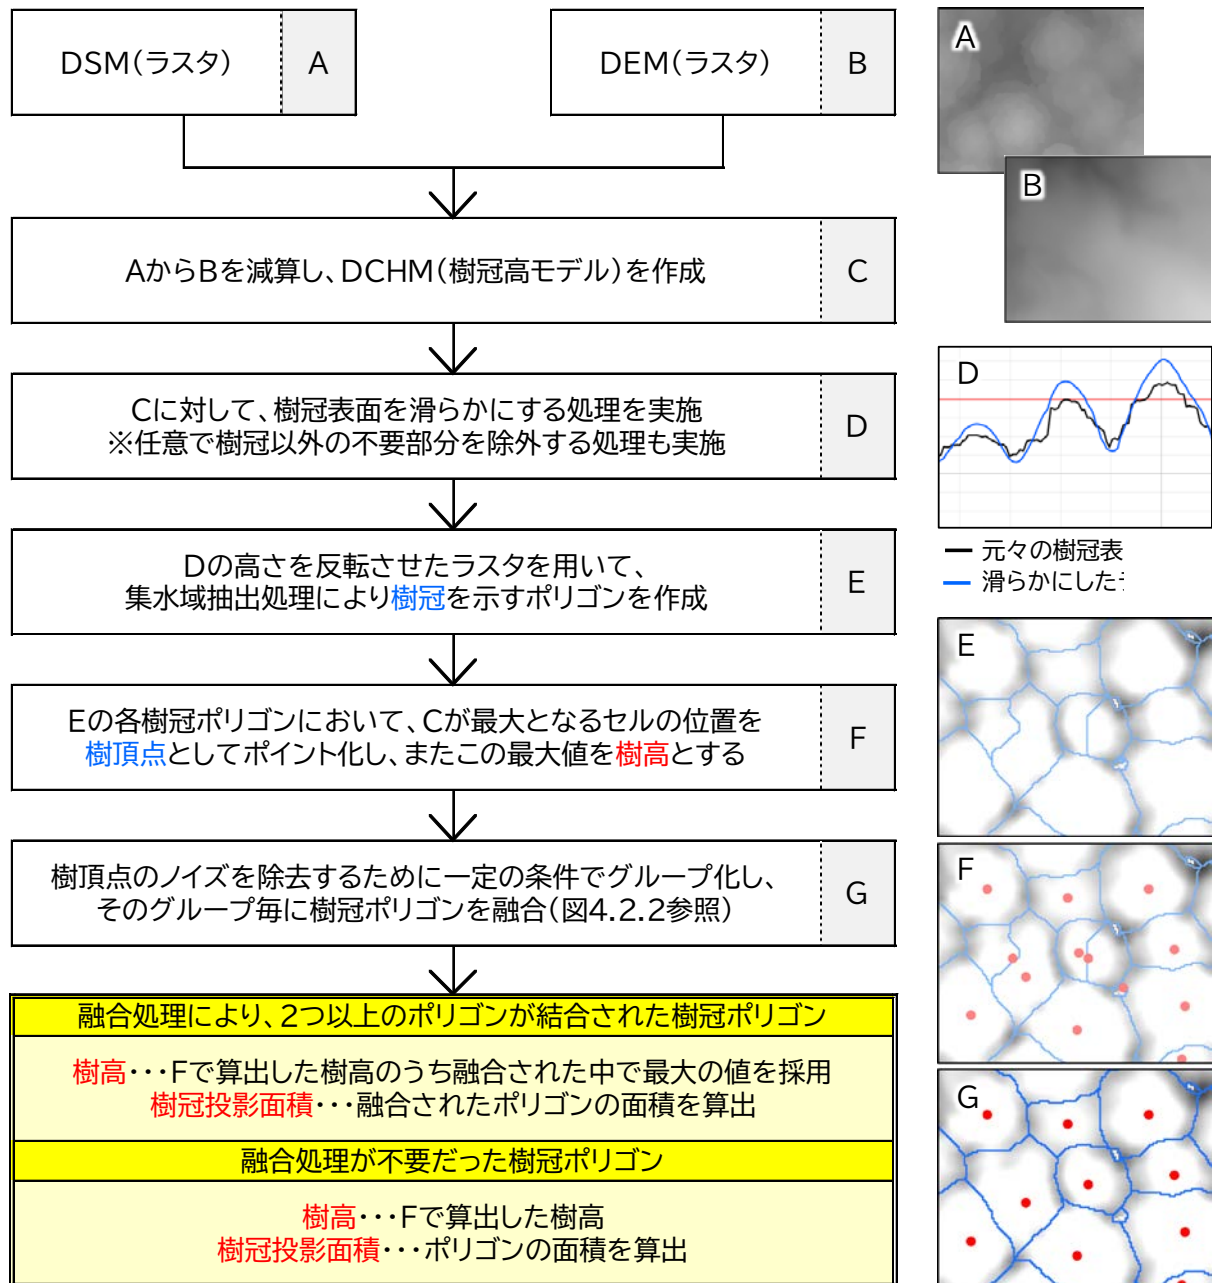 DSM(ラスタ)
A
DEM(ラスタ)
B
AからBを減算し、DCHM(樹冠高モデル)を作成
C
Cに対して、樹冠表面を滑らかにする処理を実施
※任意で樹冠以外の不要部分を除外する処理も実施
D
Dの高さを反転させたラスタを用いて、
集水域抽出処理により樹冠を示すポリゴンを作成
E
Eの各樹冠ポリゴンにおいて、Cが最大となるセルの位置を
樹頂点としてポイント化し、またこの最大値を樹高とする
F
樹頂点のノイズを除去するために一定の条件でグループ化し、
そのグループ毎に樹冠ポリゴンを融合(図4.2.2参照)
G
融合処理により、2つ以上のポリゴンが結合された樹冠ポリゴン
樹高・・・Fで算出した樹高のうち融合された中で最大の値を採用
樹冠投影面積・・・融合されたポリゴンの面積を算出
融合処理が不要だった樹冠ポリゴン
樹高・・・Fで算出した樹高
樹冠投影面積・・・ポリゴンの面積を算出
A
B
D
元々の樹冠表
滑らかにした
E
F
G